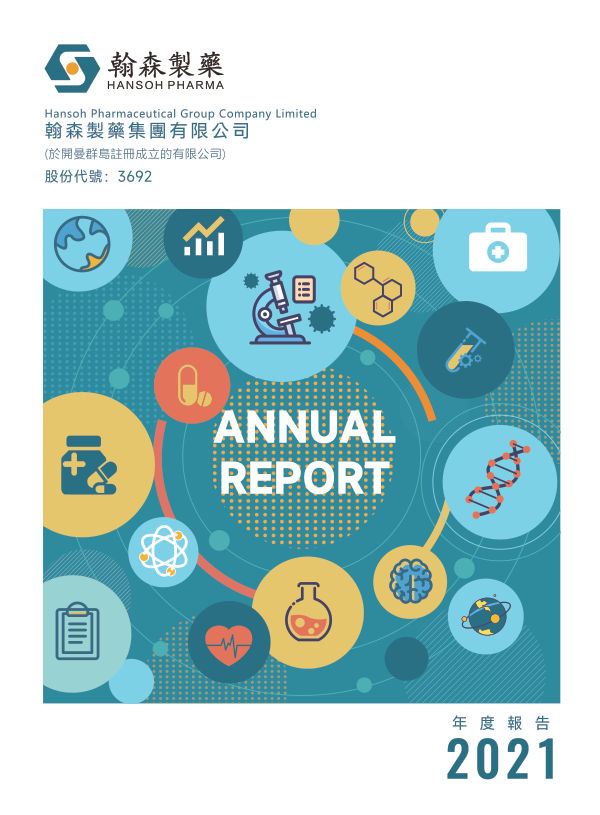 翰森製藥
HANSOH PHARMA
Hansoh Pharmaceutical Group Company Limited
翰森製藥集團有限公司
(於開曼群島註冊成立的有限公司)
股份代號：3692
ANNUAL
REPORT
年度報告
2021